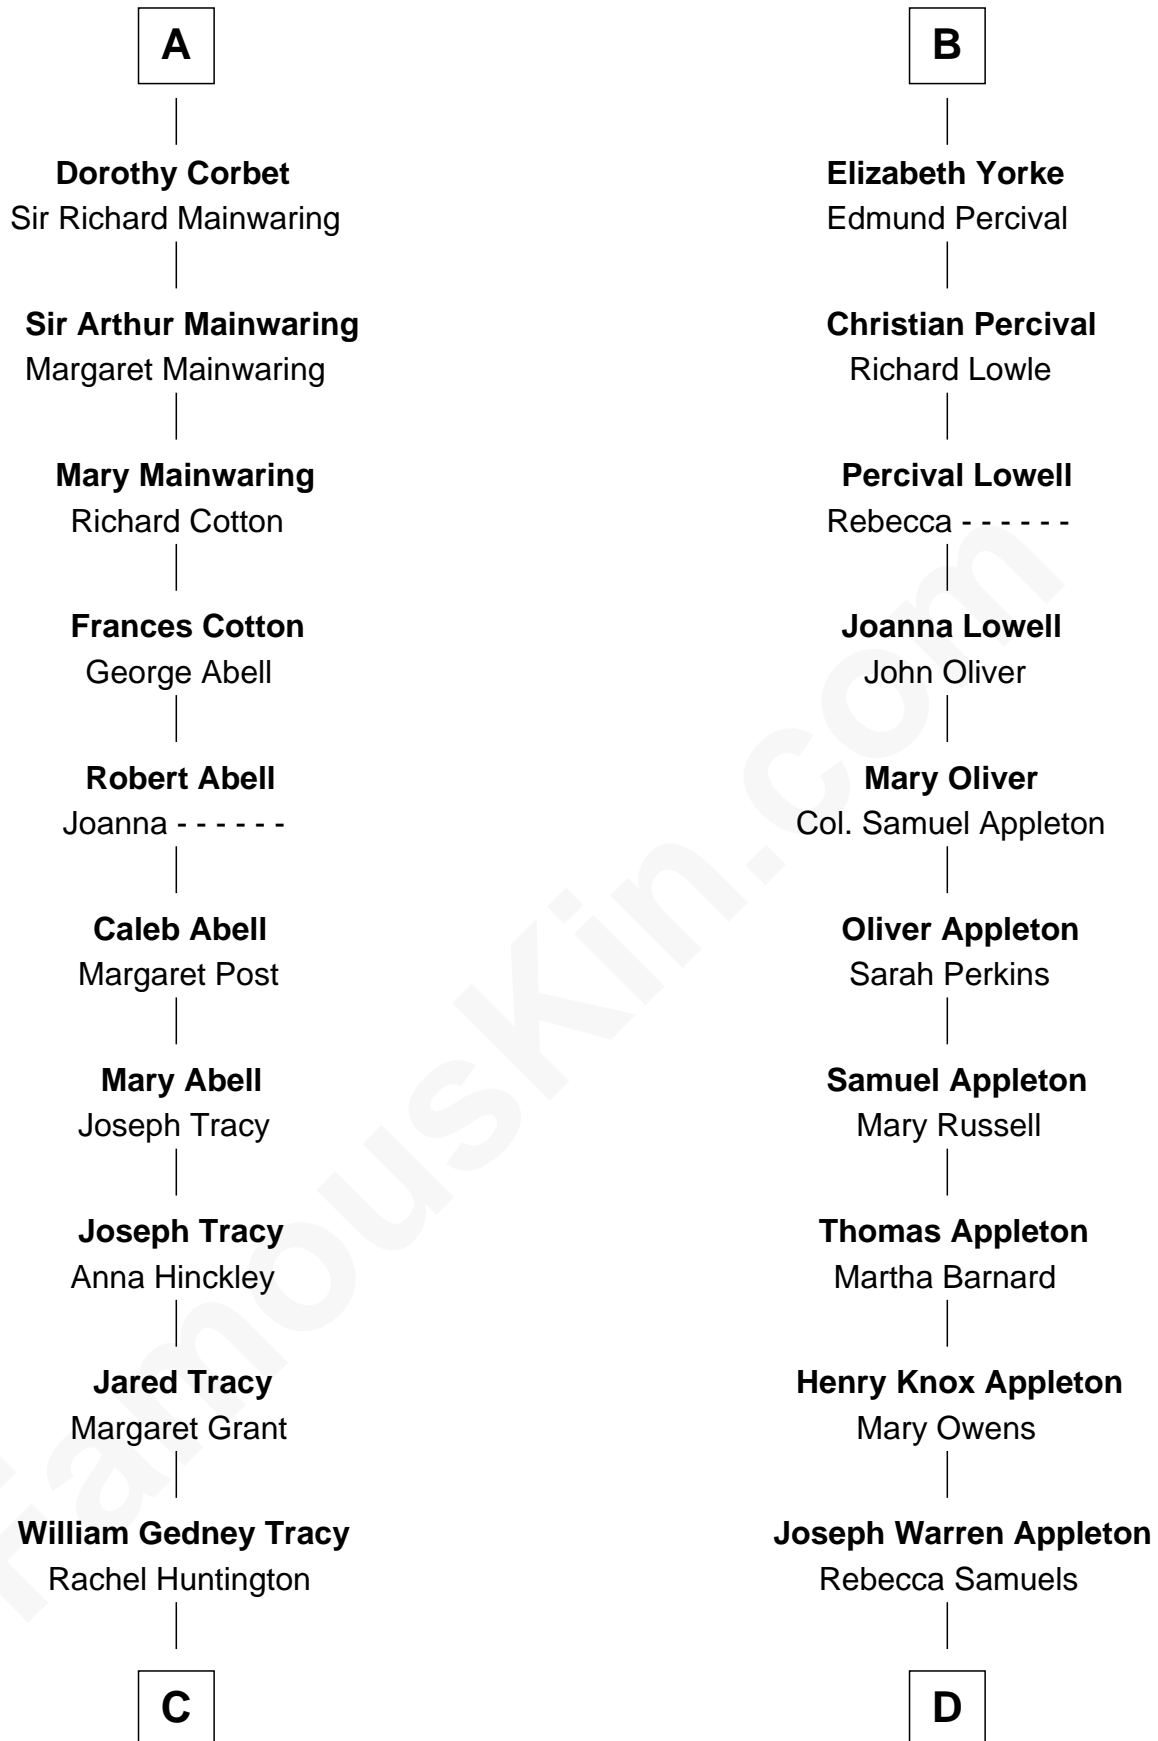 A
Dorothy Corbet
Sir Richard Mainwaring
Sir Arthur Mainwaring
Margaret Mainwaring
Mary Mainwaring
Richard Cotton
Frances Cotton
George Abell
Robert Abell
Joanna - - - - - -
Caleb Abell
Margaret Post
Mary Abell
Joseph Tracy
Joseph Tracy
Anna Hinckley
Jared Tracy
Margaret Grant
William Gedney Tracy
Rachel Huntington
C
B
Elizabeth Yorke
Edmund Percival
Christian Percival
Richard Lowle
Percival Lowell
Rebecca - - - - - -
Joanna Lowell
John Oliver
Mary Oliver
Col. Samuel Appleton
Oliver Appleton
Sarah Perkins
Samuel Appleton
Mary Russell
Thomas Appleton
Martha Barnard
Henry Knox Appleton
Mary Owens
Joseph Warren Appleton
Rebecca Samuels
D
FamousKin.com